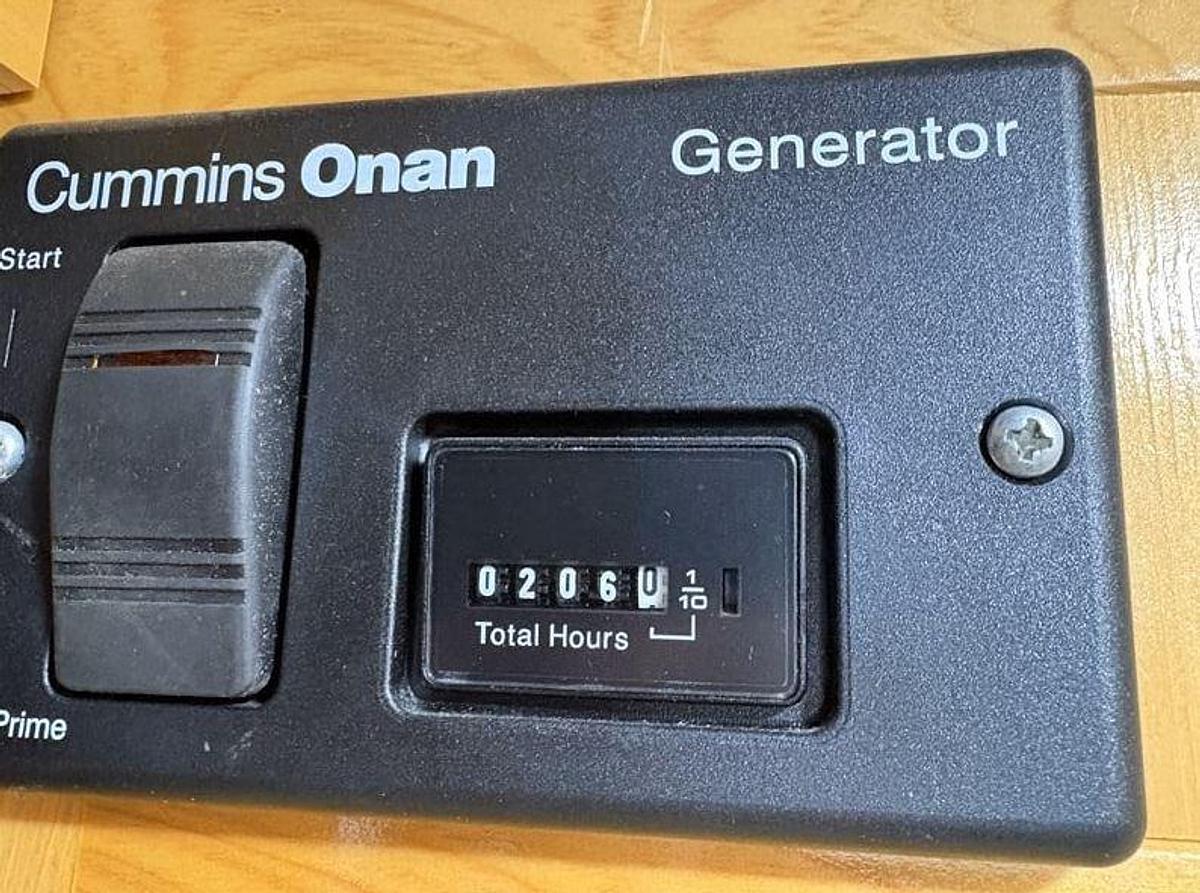 Cummins Onan
Generator
Start
02060 1/10
Total Hours
Prime